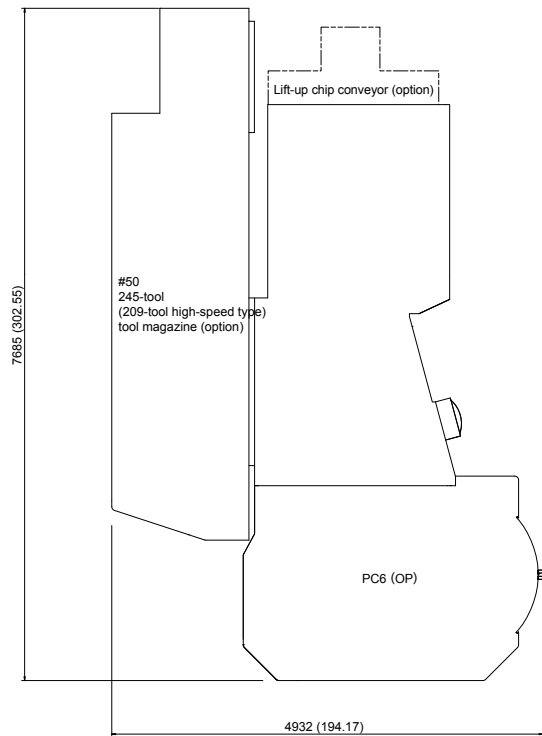 Lift-up chip conveyor (option)
#50
245-tool
(209-tool high-speed type)
tool magazine (option)
7685 (302.55)
PC6 (OP)
4932 (194.17)